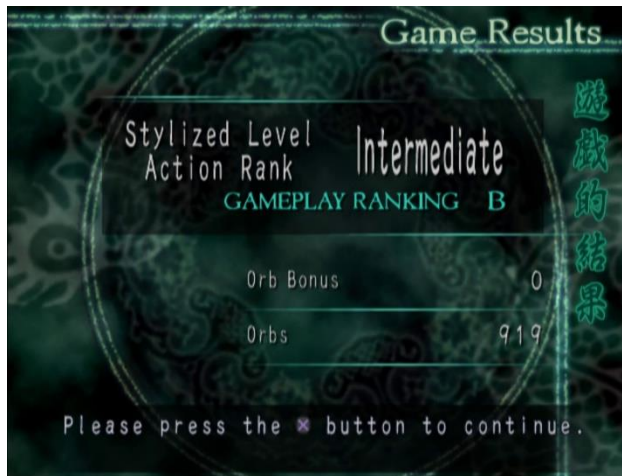 Game Results
遊戯的結果
Stylized Level
Action Rank
Intermediate
GAMEPLAY RANKING B
Orb Bonus 0
Orbs 919
Please press the × button to continue.